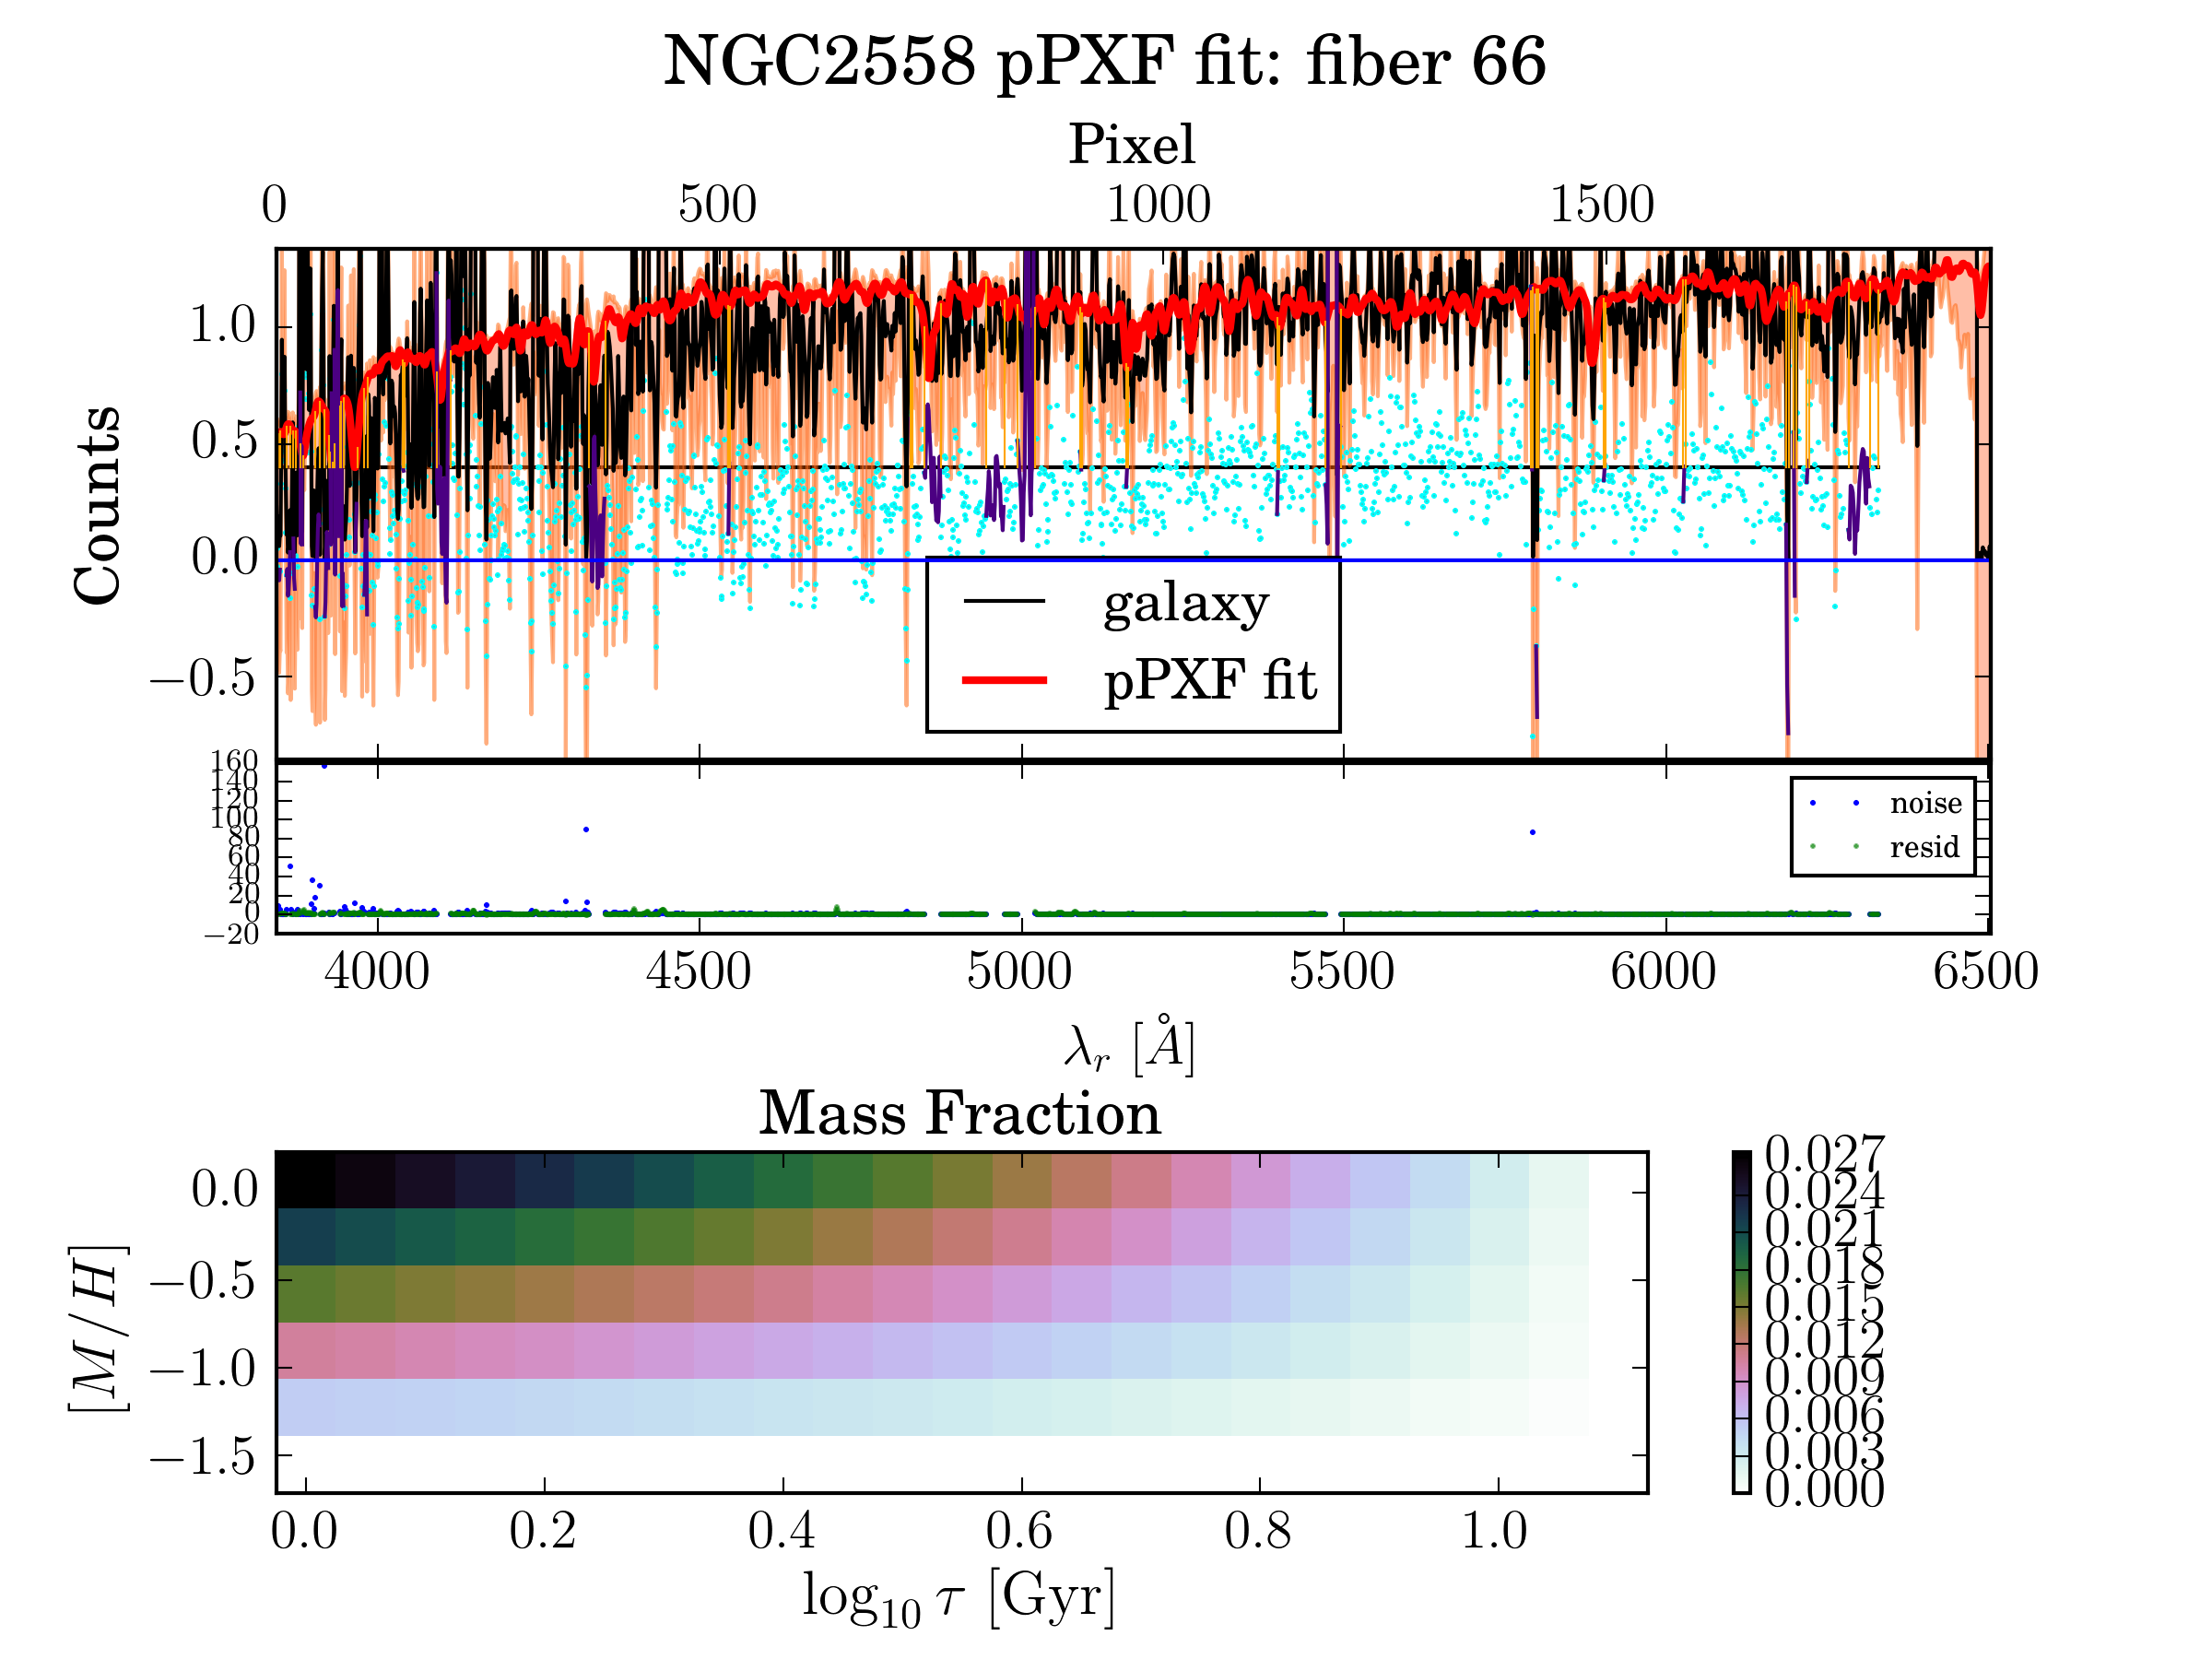 NGC2558 pPXF fit: fiber 66
Pixel
0 500 1000 1500
Counts
1.0
0.5
0.0
−0.5
galaxy
pPXF fit
160
140
120
100
80
60
40
20
0
−20
noise
resid
4000 4500 5000 5500 6000 6500
λr [Å]
Mass Fraction
[M/H]
0.0
−0.5
−1.0
−1.5
0.0 0.2 0.4 0.6 0.8 1.0
log10 τ [Gyr]
0.027
0.024
0.021
0.018
0.015
0.012
0.009
0.006
0.003
0.000